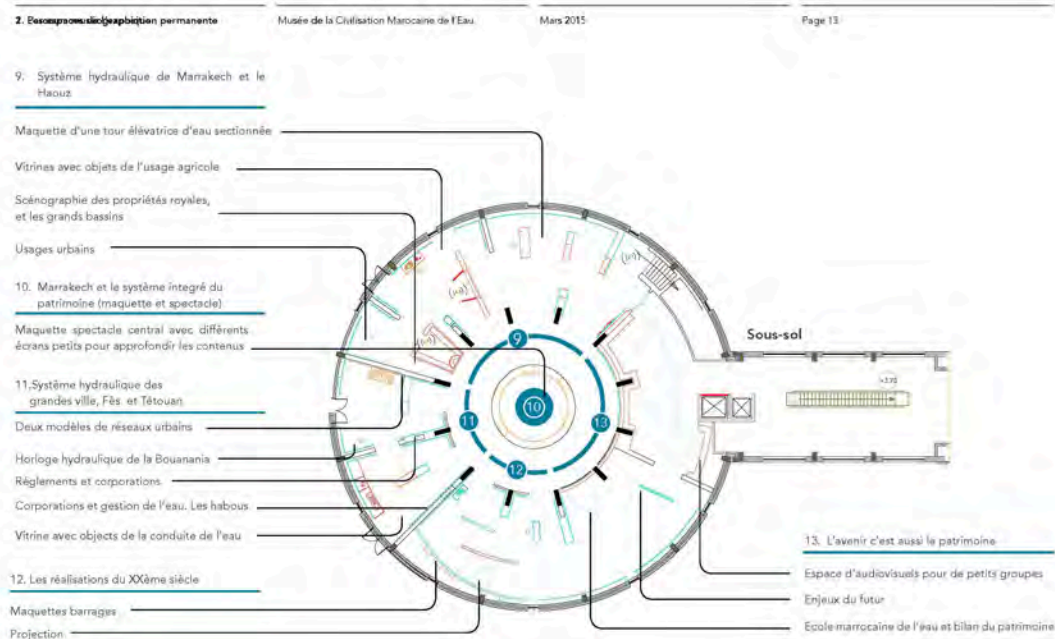 permanente
Musée de la Civilisation Marocaine de l'Eau
Mars 2015
Page 13
9. Système hydraulique de Marrakech et le
Haouz
Maquette d'une tour élévatrice d'eau sectionnée
Vitrines avec objets de l'usage agricole
Scénographie des propriétés royales,
et les grands bassins
Usages urbains
10. Marrakech et le système integré du
patrimoine (maquette et spectacle)
Maquette spectacle central avec différents
écrans petits pour approfondir les contenus
11.Système hydraulique des
grandes ville, Fès et Tétouan
Deux modèles de réseaux urbains
Horloge hydraulique de la Bouanania
Réglements et corporations
Corporations et gestion de l'eau. Les habous
Vitrine avec objects de la conduite de l'eau
12. Les réalisations du XXème siècle
Maquettes barrages
Projection
9
10
11
12
13
Sous-sol
13. L'avenir c'est aussi le patrimoine
Espace d'audiovisuels pour de petits groupes
Enjeux du futur
Ecole marrocaine de l'eau et bilan du patrimoine